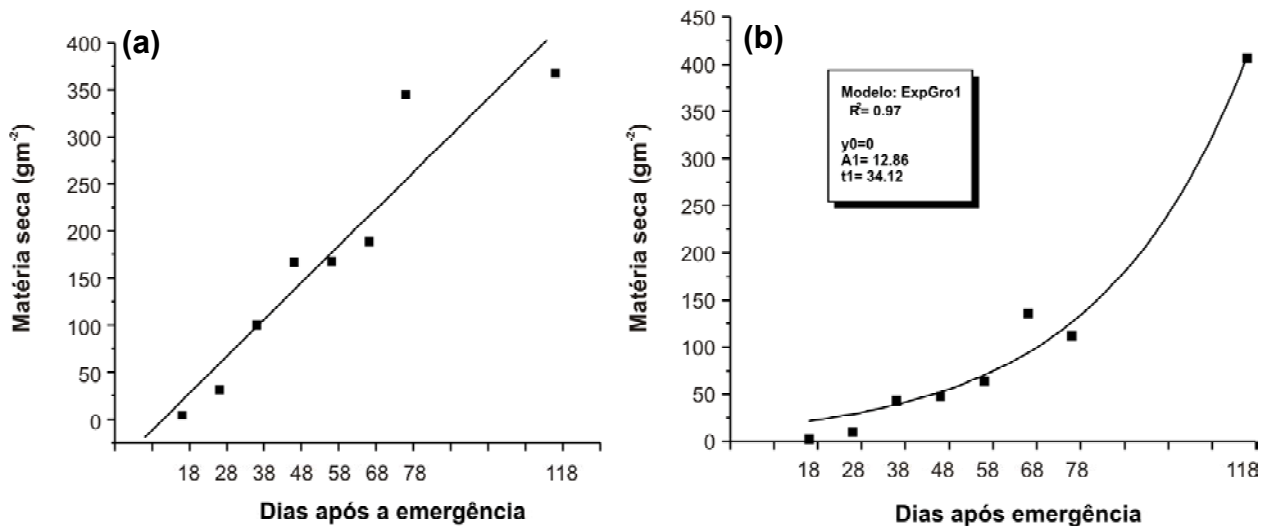 (a)
Matéria seca (gm⁻²)
400
350
300
250
200
150
100
50
0
18 28 38 48 58 68 78 118
Dias após a emergência
(b)
Matéria seca (gm⁻²)
450
400
350
300
250
200
150
100
50
0
Modelo: ExpGro1
R²= 0.97
y0=0
A1= 12.86
t1= 34.12
18 28 38 48 58 68 78 118
Dias após emergência